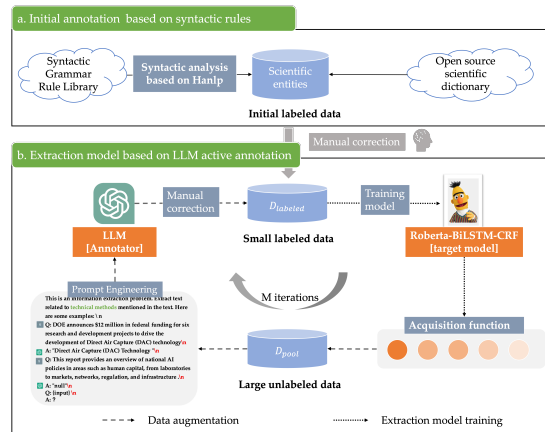 a. Initial annotation based on syntactic rules
Syntactic
Grammar
Rule Library
Syntactic analysis
based on Hanlp
Scientific
entities
Open source
scientific
dictionary
Initial labeled data
Manual correction
b. Extraction model based on LLM active annotation
LLM
[Annotator]
Manual
correction
D_labeled
Small labeled data
Training
model
Roberta-BiLSTM-CRF
[target model]
Prompt Engineering
This is an information extraction problem. Extract text
related to technical methods mentioned in the text. Here
are some examples: \n
Q: DOE announces $12 million in federal funding for six
research and development projects to drive the
development of Direct Air Capture (DAC) Technology.\n
A: "Direct Air Capture (DAC) Technology "\n
Q: This report provides an overview of national AI
policies in areas such as human capital, from laboratories
to markets, networks, regulation, and infrastructure .\n
A: "null"\n
Q: {input}\n
A: ?
M iterations
D_pool
Large unlabeled data
Acquisition function
Data augmentation
Extraction model training